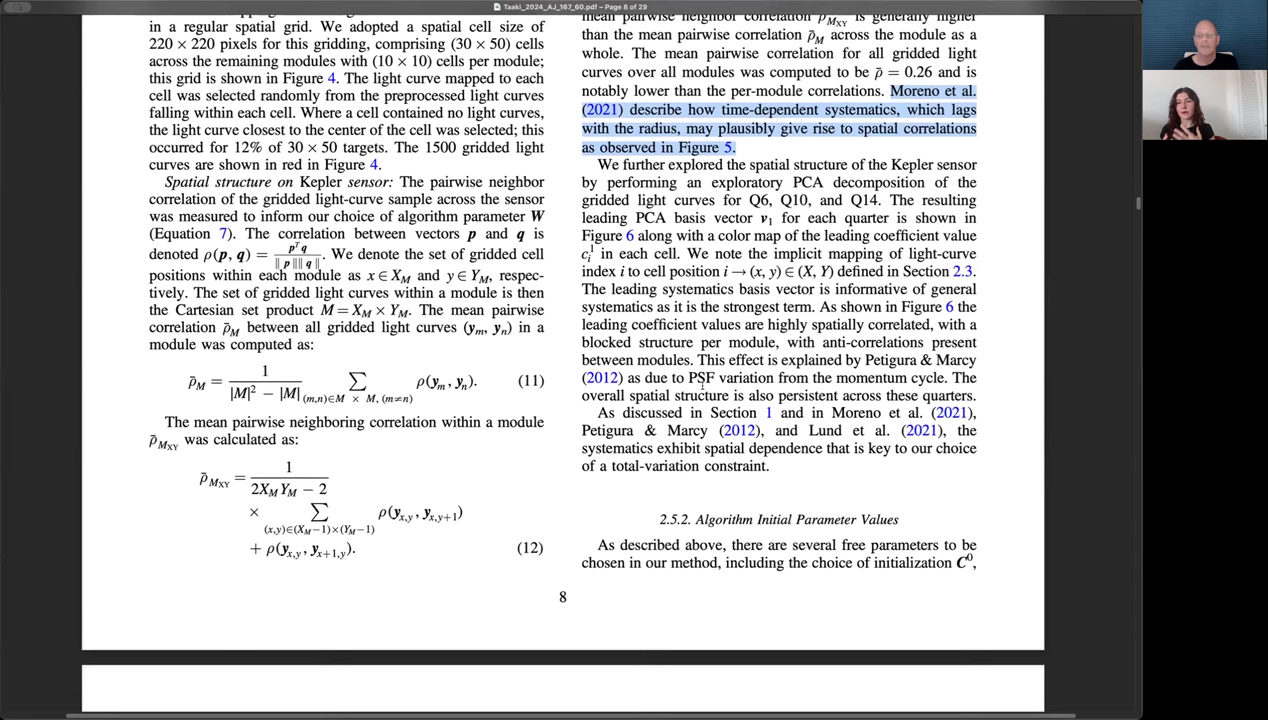 Taaki_2024_AJ_167_60.pdf – Page 8 of 29
in a regular spatial grid. We adopted a spatial cell size of
220 × 220 pixels for this gridding, comprising (30 × 50) cells
across the remaining modules with (10 × 10) cells per module;
this grid is shown in Figure 4. The light curve mapped to each
cell was selected randomly from the preprocessed light curves
falling within each cell. Where a cell contained no light curves,
the light curve closest to the center of the cell was selected; this
occurred for 12% of 30 × 50 targets. The 1500 gridded light
curves are shown in red in Figure 4.
Spatial structure on Kepler sensor: The pairwise neighbor
correlation of the gridded light-curve sample across the sensor
was measured to inform our choice of algorithm parameter W
(Equation 7). The correlation between vectors p and q is
denoted ρ(p, q) = pᵀq / ‖p‖‖q‖. We denote the set of gridded cell
positions within each module as x ∈ X_M and y ∈ Y_M, respec-
tively. The set of gridded light curves within a module is then
the Cartesian set product M = X_M × Y_M. The mean pairwise
correlation ρ̄_M between all gridded light curves (y_m, y_n) in a
module was computed as:
ρ̄_M = 1 / (|M|² − |M|) ∑_{(m,n)∈M × M, (m≠n)} ρ(y_m, y_n). (11)
The mean pairwise neighboring correlation within a module
ρ̄_{M_XY} was calculated as:
ρ̄_{M_XY} = 1 / (2X_M Y_M − 2)
× ∑_{(x,y)∈(X_M−1)×(Y_M−1)} ρ(y_{x,y}, y_{x,y+1})
+ ρ(y_{x,y}, y_{x+1,y}). (12)
mean pairwise neighbor correlation ρ̄_{M_XY} is generally higher
than the mean pairwise correlation ρ̄_M across the module as a
whole. The mean pairwise correlation for all gridded light
curves over all modules was computed to be ρ̄ = 0.26 and is
notably lower than the per-module correlations. Moreno et al.
(2021) describe how time-dependent systematics, which lags
with the radius, may plausibly give rise to spatial correlations
as observed in Figure 5.
We further explored the spatial structure of the Kepler sensor
by performing an exploratory PCA decomposition of the
gridded light curves for Q6, Q10, and Q14. The resulting
leading PCA basis vector v₁ for each quarter is shown in
Figure 6 along with a color map of the leading coefficient value
c_i^1 in each cell. We note the implicit mapping of light-curve
index i to cell position i → (x, y) ∈ (X, Y) defined in Section 2.3.
The leading systematics basis vector is informative of general
systematics as it is the strongest term. As shown in Figure 6 the
leading coefficient values are highly spatially correlated, with a
blocked structure per module, with anti-correlations present
between modules. This effect is explained by Petigura & Marcy
(2012) as due to PSF variation from the momentum cycle. The
overall spatial structure is also persistent across these quarters.
As discussed in Section 1 and in Moreno et al. (2021),
Petigura & Marcy (2012), and Lund et al. (2021), the
systematics exhibit spatial dependence that is key to our choice
of a total-variation constraint.
2.5.2. Algorithm Initial Parameter Values
As described above, there are several free parameters to be
chosen in our method, including the choice of initialization C⁰,
8